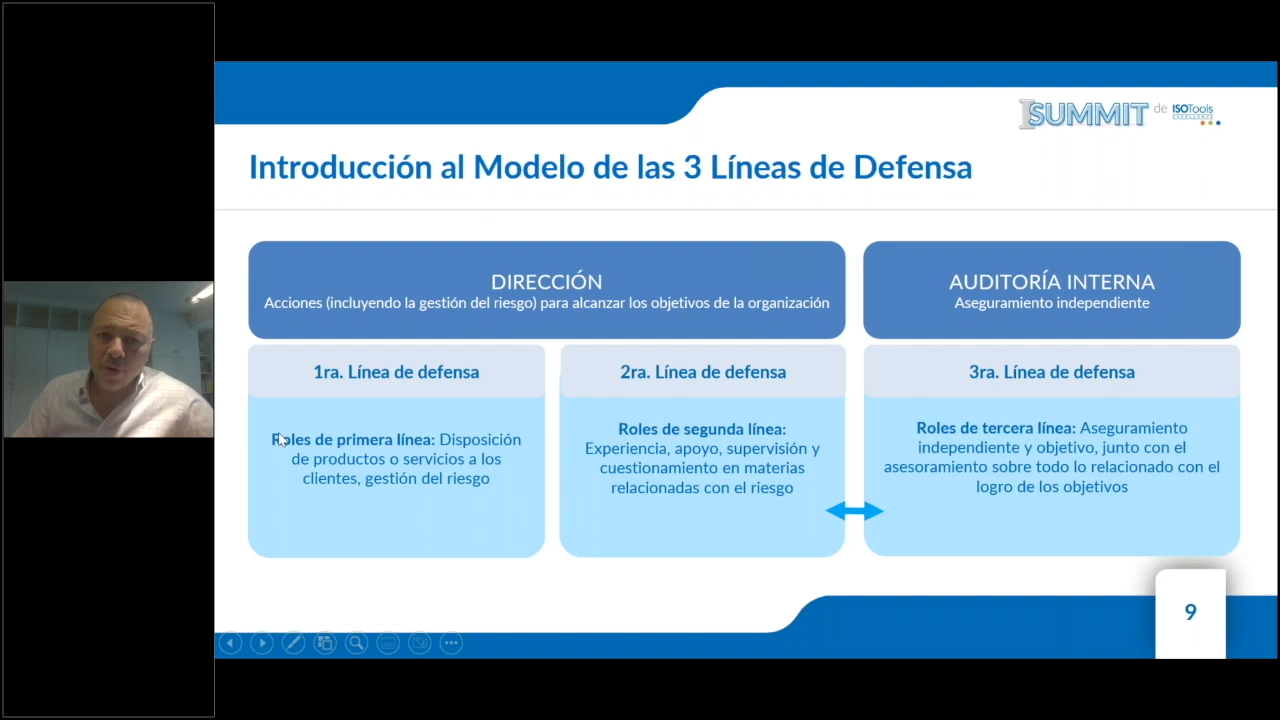 ISUMMIT de ISOTools
EXCELLENCE
Introducción al Modelo de las 3 Líneas de Defensa
DIRECCIÓN
Acciones (incluyendo la gestión del riesgo) para alcanzar los objetivos de la organización
AUDITORÍA INTERNA
Aseguramiento independiente
1ra. Línea de defensa
Roles de primera línea: Disposición
de productos o servicios a los
clientes, gestión del riesgo
2da. Línea de defensa
Roles de segunda línea:
Experiencia, apoyo, supervisión y
cuestionamiento en materias
relacionadas con el riesgo
3ra. Línea de defensa
Roles de tercera línea: Aseguramiento
independiente y objetivo, junto con el
asesoramiento sobre todo lo relacionado con el
logro de los objetivos
9